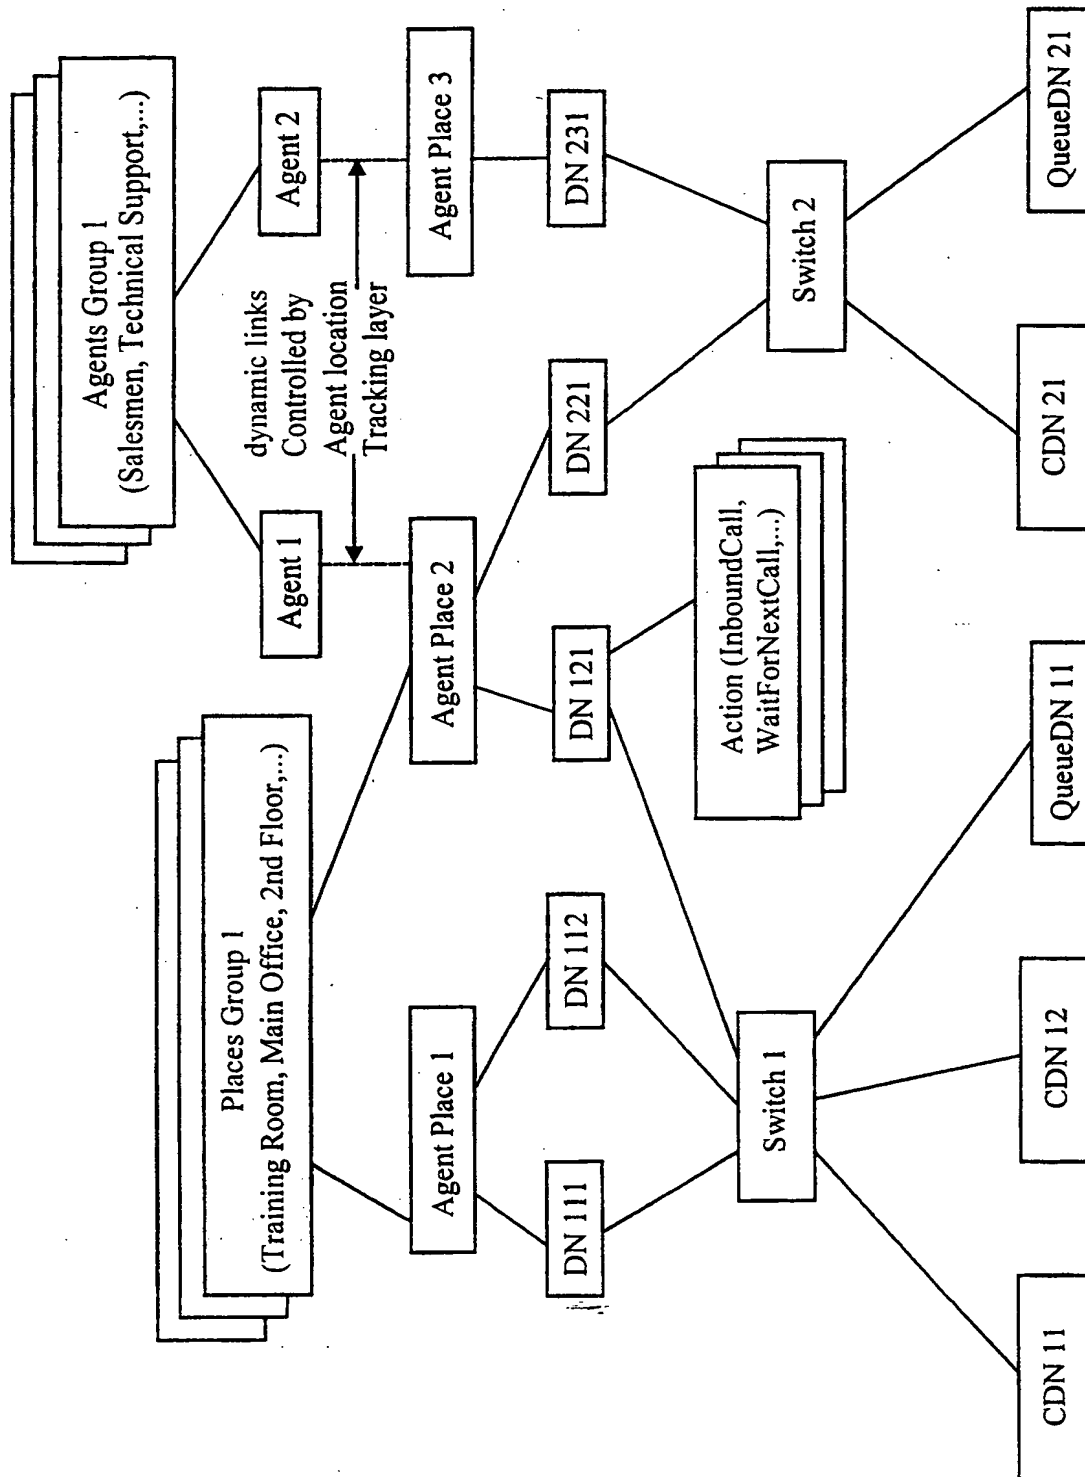 Agents Group 1
(Salesmen, Technical Support,...)
Places Group 1
(Training Room, Main Office, 2nd Floor,...)
Agent 1
Agent 2
dynamic links
Controlled by
Agent location
Tracking layer
Agent Place 1
Agent Place 2
Agent Place 3
DN 111
DN 112
DN 121
DN 221
DN 231
Action (InboundCall,
WaitForNextCall,...)
Switch 1
Switch 2
CDN 11
CDN 12
QueueDN 11
CDN 21
QueueDN 21